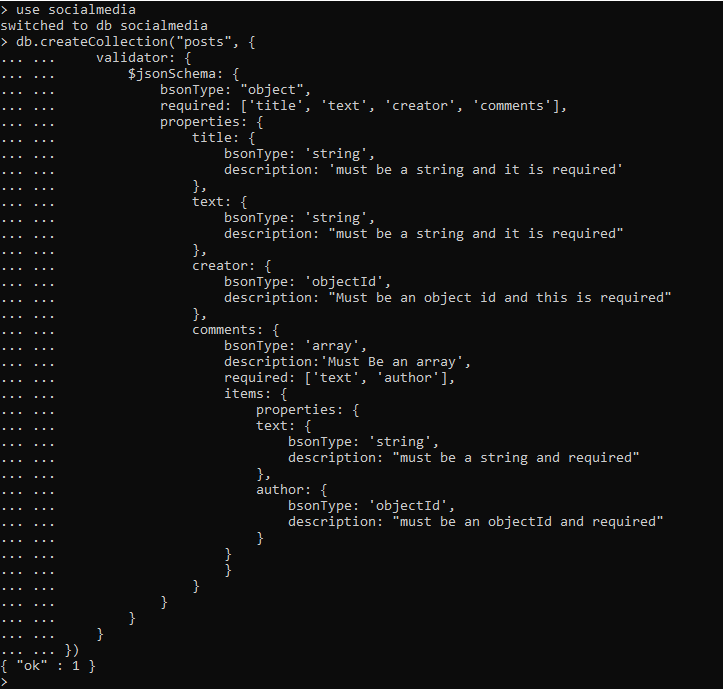 > use socialmedia
switched to db socialmedia
> db.createCollection("posts", {
... ...     validator: {
... ...         $jsonSchema: {
... ...             bsonType: "object",
... ...             required: ['title', 'text', 'creator', 'comments'],
... ...             properties: {
... ...                 title: {
... ...                     bsonType: 'string',
... ...                     description: 'must be a string and it is required'
... ...                 },
... ...                 text: {
... ...                     bsonType: 'string',
... ...                     description: "must be a string and it is required"
... ...                 },
... ...                 creator: {
... ...                     bsonType: 'objectId',
... ...                     description: "Must be an object id and this is required"
... ...                 },
... ...                 comments: {
... ...                     bsonType: 'array',
... ...                     description:'Must Be an array',
... ...                     required: ['text', 'author'],
... ...                     items: {
... ...                         properties: {
... ...                         text: {
... ...                             bsonType: 'string',
... ...                             description: "must be a string and required"
... ...                         },
... ...                         author: {
... ...                             bsonType: 'objectId',
... ...                             description: "must be an objectId and required"
... ...                         }
... ...                     }
... ...                     }
... ...                 }
... ...             }
... ...         }
... ...     }
... ... })
{ "ok" : 1 }
>